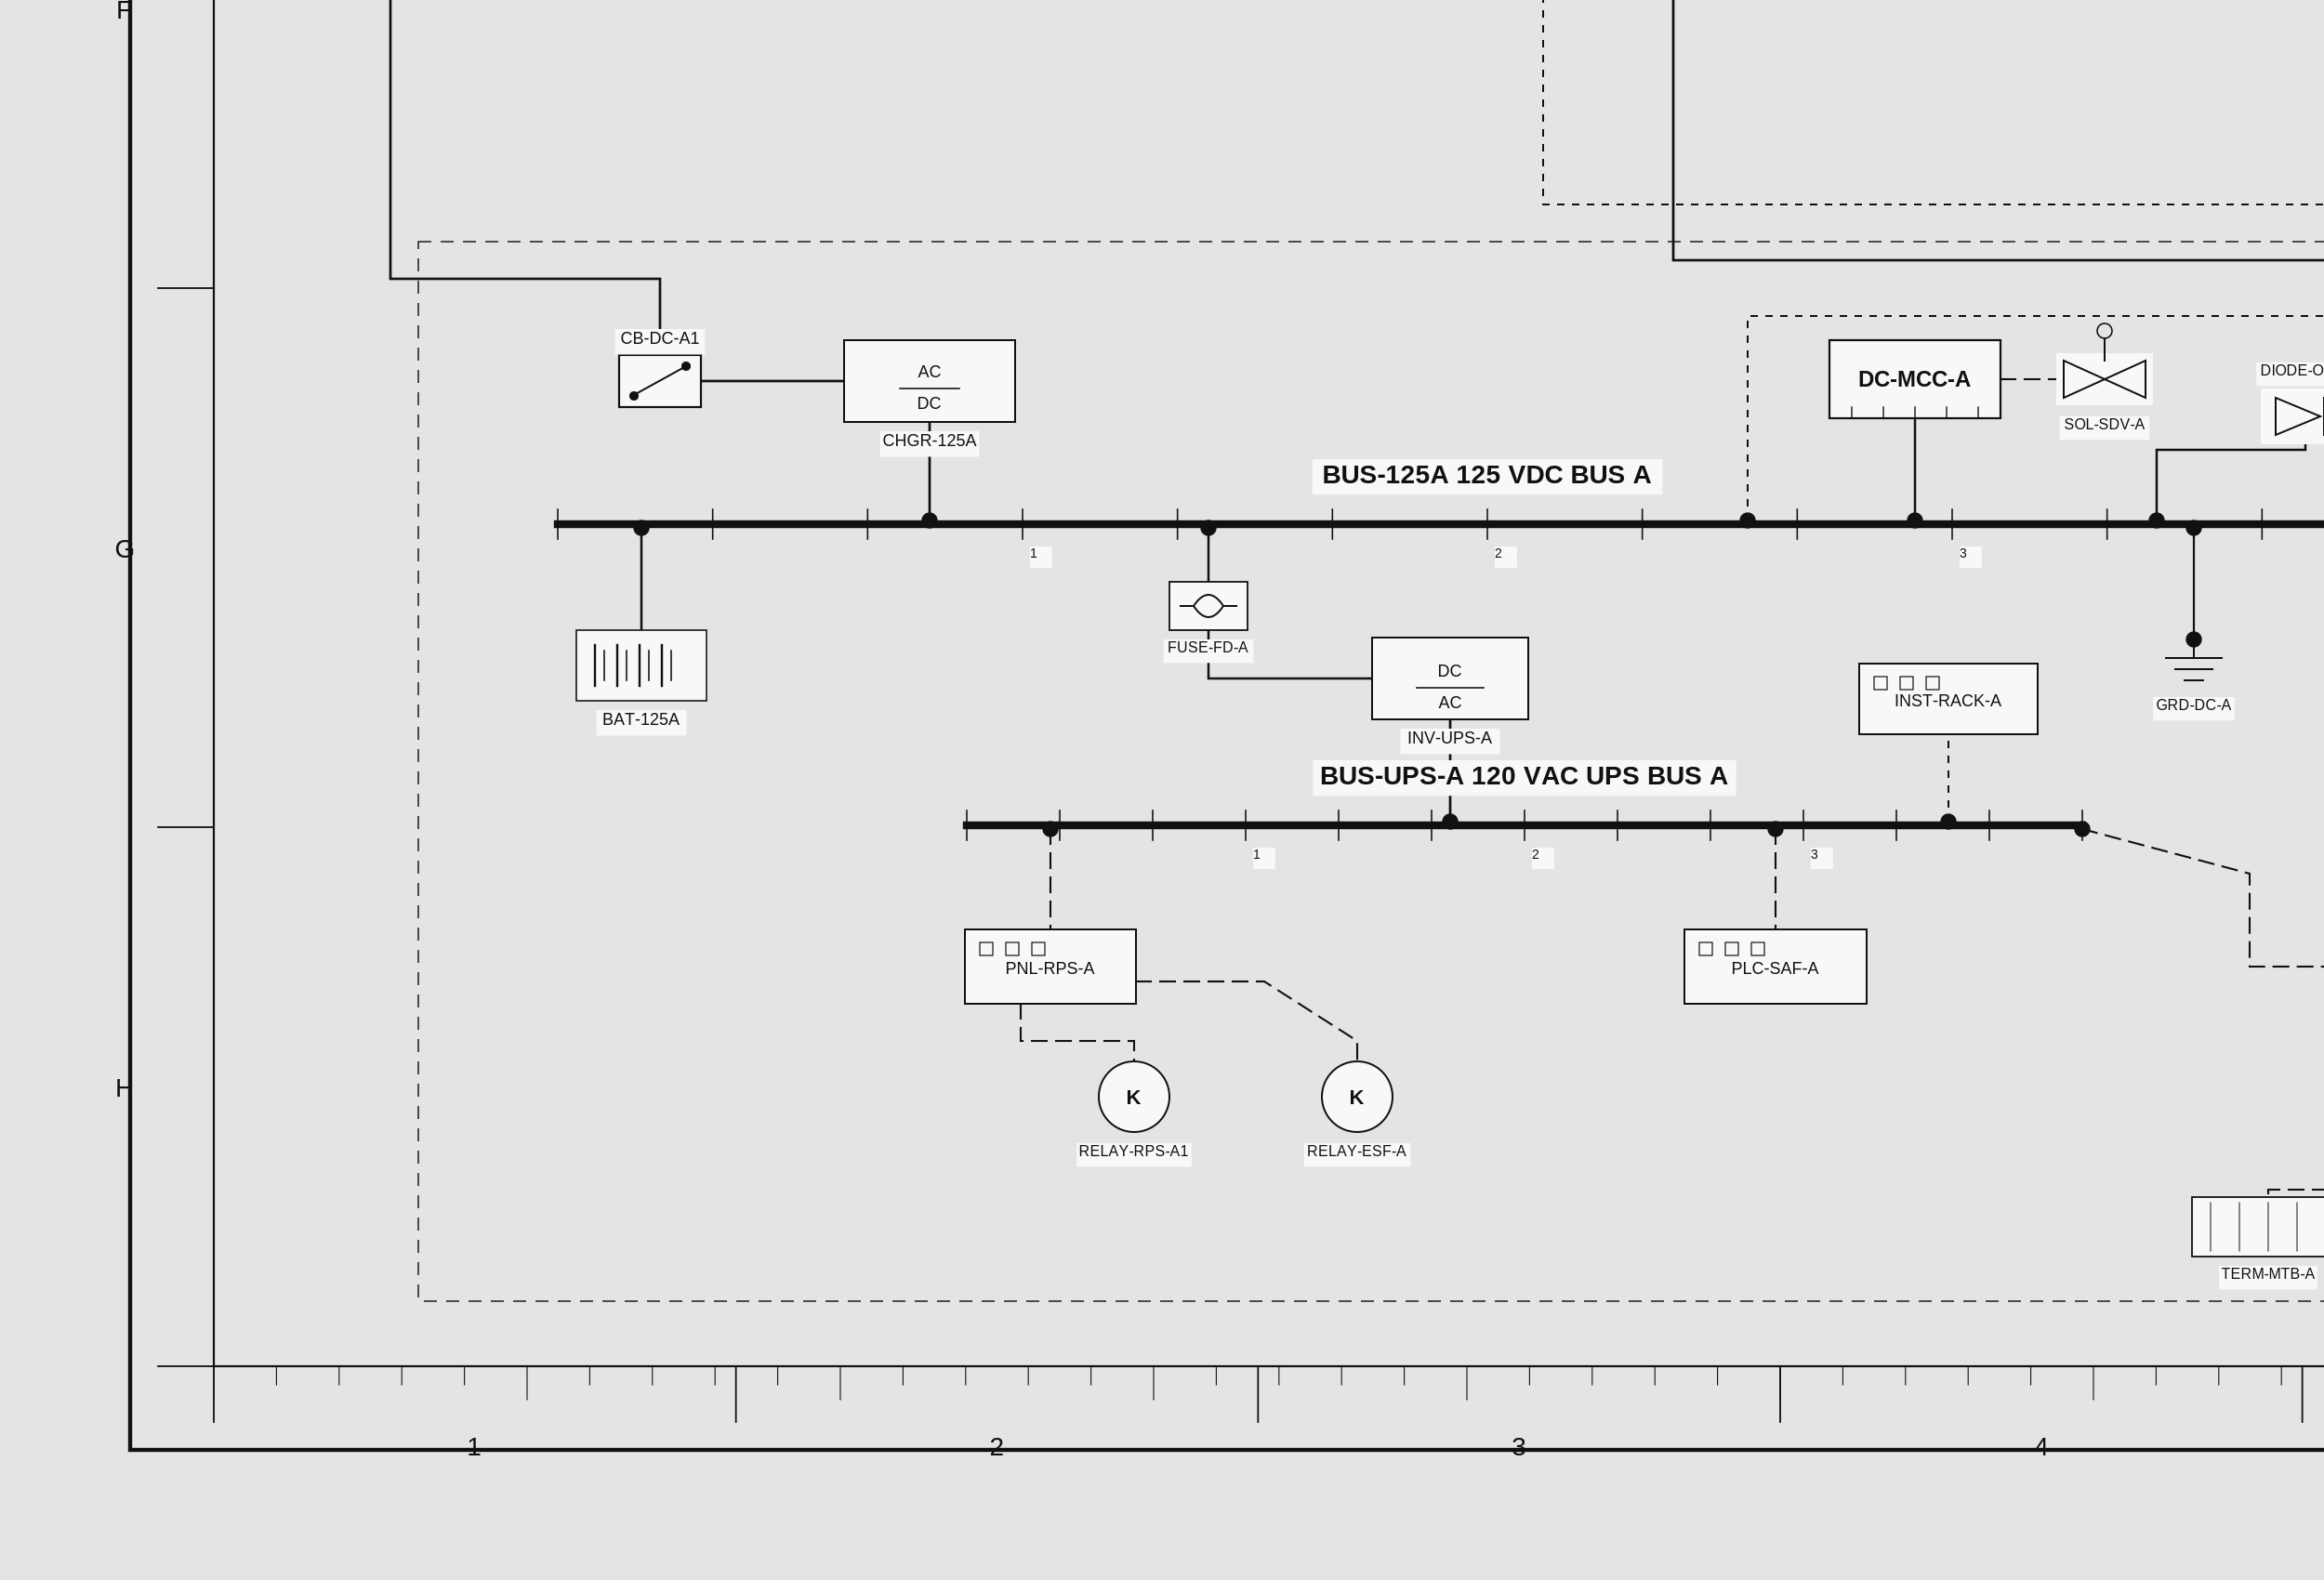 F
CB-DC-A1
AC
DC
CHGR-125A
DC-MCC-A
SOL-SDV-A
BUS-125A 125 VDC BUS A
1
2
3
G
FUSE-FD-A
BAT-125A
DC
AC
INV-UPS-A
INST-RACK-A
GRD-DC-A
BUS-UPS-A 120 VAC UPS BUS A
1
2
3
PNL-RPS-A
PLC-SAF-A
H
K
K
RELAY-RPS-A1
RELAY-ESF-A
TERM-MTB-A
1
2
3
4